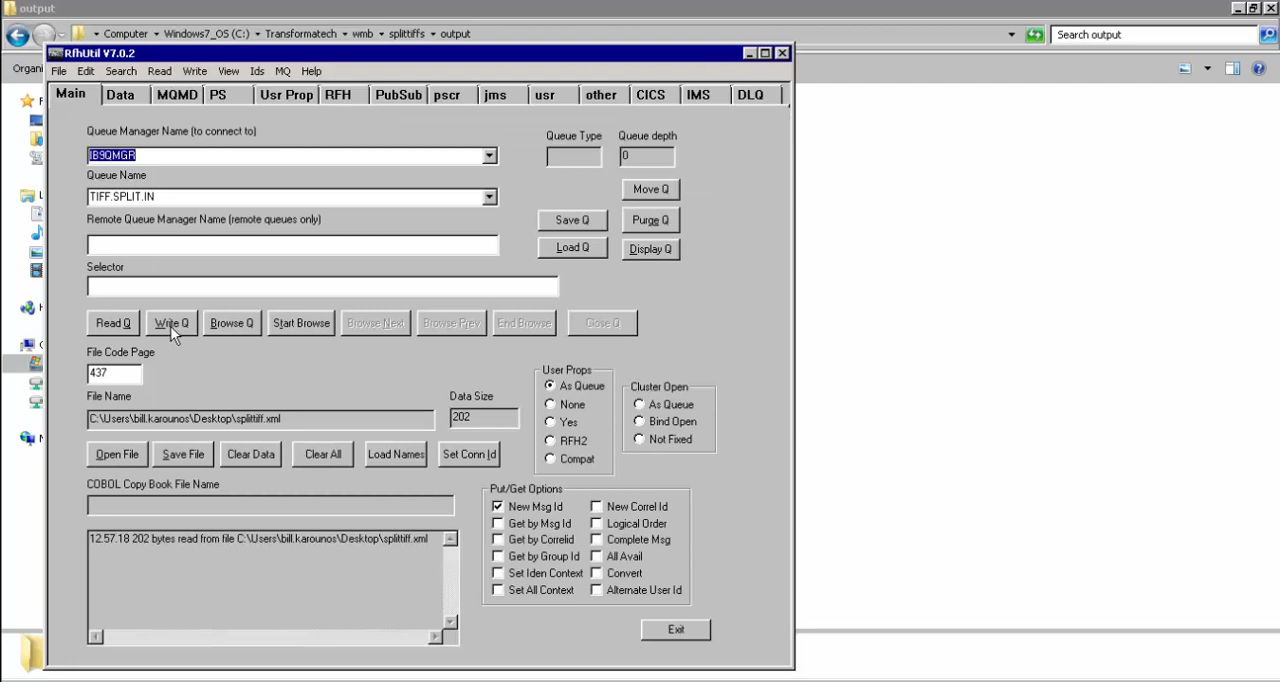 output
Computer Windows7_OS (C:) Transformatech wmb splittiffs output
Search output
Organi
RfhUtil V7.0.2
File Edit Search Read Write View Ids MQ Help
Main Data MQMD PS Usr Prop RFH PubSub pscr jms usr other CICS IMS DLQ
Queue Manager Name (to connect to)
Queue Type Queue depth
IB9QMGR
0
Queue Name
Move Q
TIFF.SPLIT.IN
Remote Queue Manager Name (remote queues only)
Save Q Purge Q
Load Q Display Q
Selector
Read Q Write Q Browse Q Start Browse Browse Next Browse Prev End Browse Close Q
File Code Page
437
User Props
As Queue
None
Yes
RFH2
Compat
Cluster Open
As Queue
Bind Open
Not Fixed
File Name Data Size
C:\Users\bill.karounos\Desktop\splittiff.xml 202
Open File Save File Clear Data Clear All Load Names Set Conn Id
COBOL Copy Book File Name
Put/Get Options
New Msg Id New Correl Id
Get by Msg Id Logical Order
Get by Correlid Complete Msg
Get by Group Id All Avail
Set Iden Context Convert
Set All Context Alternate User Id
12.57.18 202 bytes read from file C:\Users\bill.karounos\Desktop\splittiff.xml
Exit